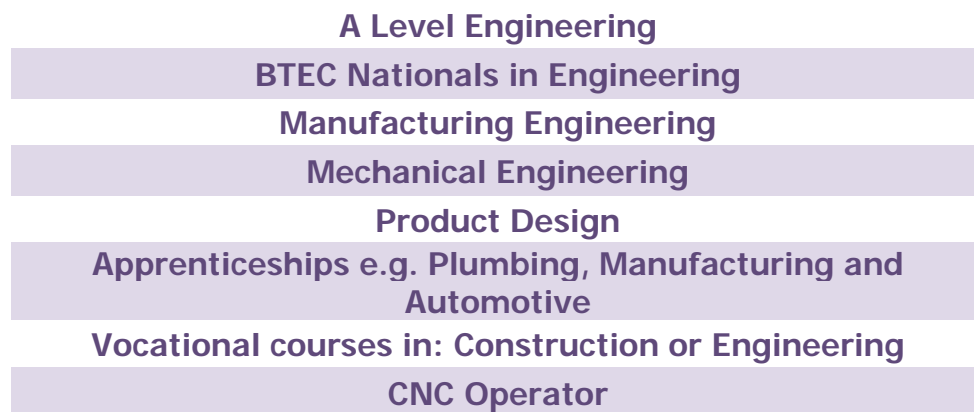 A Level Engineering
BTEC Nationals in Engineering
Manufacturing Engineering
Mechanical Engineering
Product Design
Apprenticeships e.g. Plumbing, Manufacturing and
Automotive
Vocational courses in: Construction or Engineering
CNC Operator